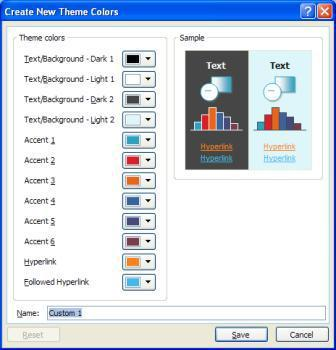 Create New Theme Colors
Theme colors
Sample
Text/Background - Dark 1
Text/Background - Light 1
Text/Background - Dark 2
Text/Background - Light 2
Accent 1
Accent 2
Accent 3
Accent 4
Accent 5
Accent 6
Hyperlink
Followed Hyperlink
Text Text
Hyperlink Hyperlink
Hyperlink Hyperlink
Name: Custom 1
Reset Save Cancel